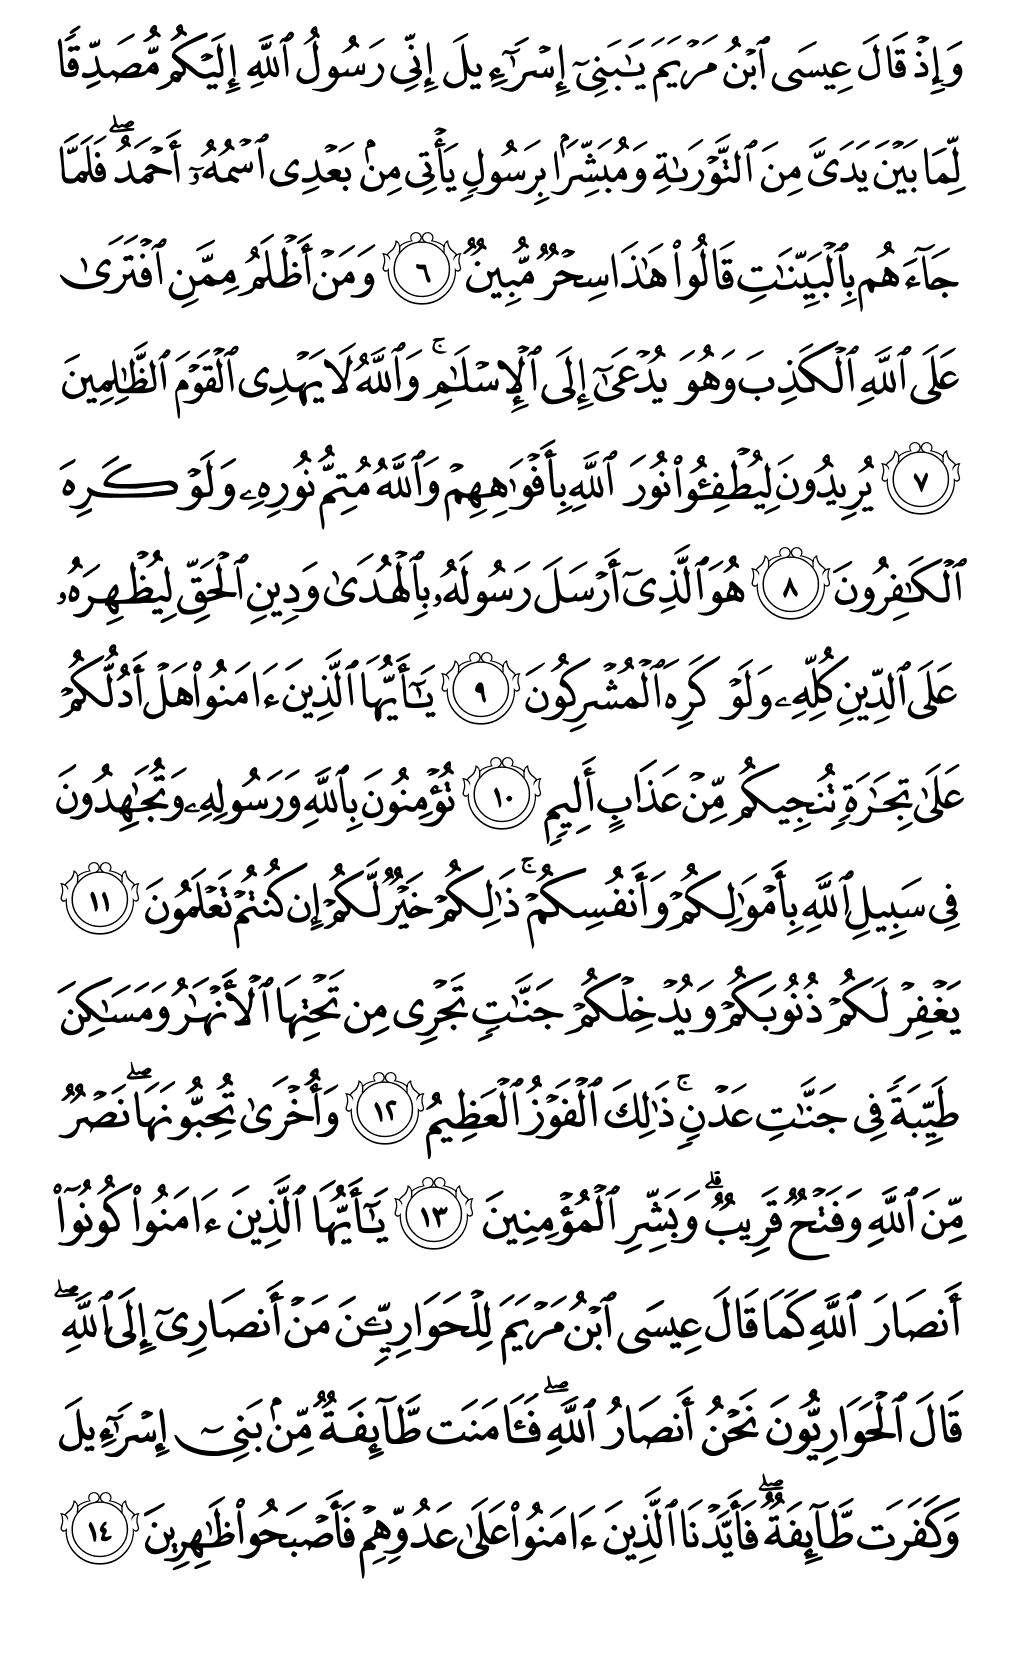 وَإِذْ قَالَ عِيسَى ٱبْنُ مَرْيَمَ يَـٰبَنِىٓ إِسْرَٰٓءِيلَ إِنِّى رَسُولُ ٱللَّهِ إِلَيْكُم مُّصَدِّقًا
لِّمَا بَيْنَ يَدَىَّ مِنَ ٱلتَّوْرَىٰةِ وَمُبَشِّرًۢا بِرَسُولٍ يَأْتِى مِنۢ بَعْدِى ٱسْمُهُۥٓ أَحْمَدُ ۖ فَلَمَّا
جَآءَهُم بِٱلْبَيِّنَـٰتِ قَالُوا۟ هَـٰذَا سِحْرٌ مُّبِينٌ ٦ وَمَنْ أَظْلَمُ مِمَّنِ ٱفْتَرَىٰ
عَلَى ٱللَّهِ ٱلْكَذِبَ وَهُوَ يُدْعَىٰٓ إِلَى ٱلْإِسْلَـٰمِ ۚ وَٱللَّهُ لَا يَهْدِى ٱلْقَوْمَ ٱلظَّـٰلِمِينَ
٧ يُرِيدُونَ لِيُطْفِـُٔوا۟ نُورَ ٱللَّهِ بِأَفْوَٰهِهِمْ وَٱللَّهُ مُتِمُّ نُورِهِۦ وَلَوْ كَرِهَ
ٱلْكَـٰفِرُونَ ٨ هُوَ ٱلَّذِىٓ أَرْسَلَ رَسُولَهُۥ بِٱلْهُدَىٰ وَدِينِ ٱلْحَقِّ لِيُظْهِرَهُۥ
عَلَى ٱلدِّينِ كُلِّهِۦ وَلَوْ كَرِهَ ٱلْمُشْرِكُونَ ٩ يَـٰٓأَيُّهَا ٱلَّذِينَ ءَامَنُوا۟ هَلْ أَدُلُّكُمْ
عَلَىٰ تِجَـٰرَةٍ تُنجِيكُم مِّنْ عَذَابٍ أَلِيمٍ ١٠ تُؤْمِنُونَ بِٱللَّهِ وَرَسُولِهِۦ وَتُجَـٰهِدُونَ
فِى سَبِيلِ ٱللَّهِ بِأَمْوَٰلِكُمْ وَأَنفُسِكُمْ ۚ ذَٰلِكُمْ خَيْرٌ لَّكُمْ إِن كُنتُمْ تَعْلَمُونَ ١١
يَغْفِرْ لَكُمْ ذُنُوبَكُمْ وَيُدْخِلْكُمْ جَنَّـٰتٍ تَجْرِى مِن تَحْتِهَا ٱلْأَنْهَـٰرُ وَمَسَـٰكِنَ
طَيِّبَةً فِى جَنَّـٰتِ عَدْنٍ ۚ ذَٰلِكَ ٱلْفَوْزُ ٱلْعَظِيمُ ١٢ وَأُخْرَىٰ تُحِبُّونَهَا ۖ نَصْرٌ
مِّنَ ٱللَّهِ وَفَتْحٌ قَرِيبٌ ۗ وَبَشِّرِ ٱلْمُؤْمِنِينَ ١٣ يَـٰٓأَيُّهَا ٱلَّذِينَ ءَامَنُوا۟ كُونُوٓا۟
أَنصَارَ ٱللَّهِ كَمَا قَالَ عِيسَى ٱبْنُ مَرْيَمَ لِلْحَوَارِيِّـۧنَ مَنْ أَنصَارِىٓ إِلَى ٱللَّهِ ۖ
قَالَ ٱلْحَوَارِيُّونَ نَحْنُ أَنصَارُ ٱللَّهِ ۖ فَـَٔامَنَت طَّآئِفَةٌ مِّنۢ بَنِىٓ إِسْرَٰٓءِيلَ
وَكَفَرَت طَّآئِفَةٌ ۖ فَأَيَّدْنَا ٱلَّذِينَ ءَامَنُوا۟ عَلَىٰ عَدُوِّهِمْ فَأَصْبَحُوا۟ ظَـٰهِرِينَ ١٤